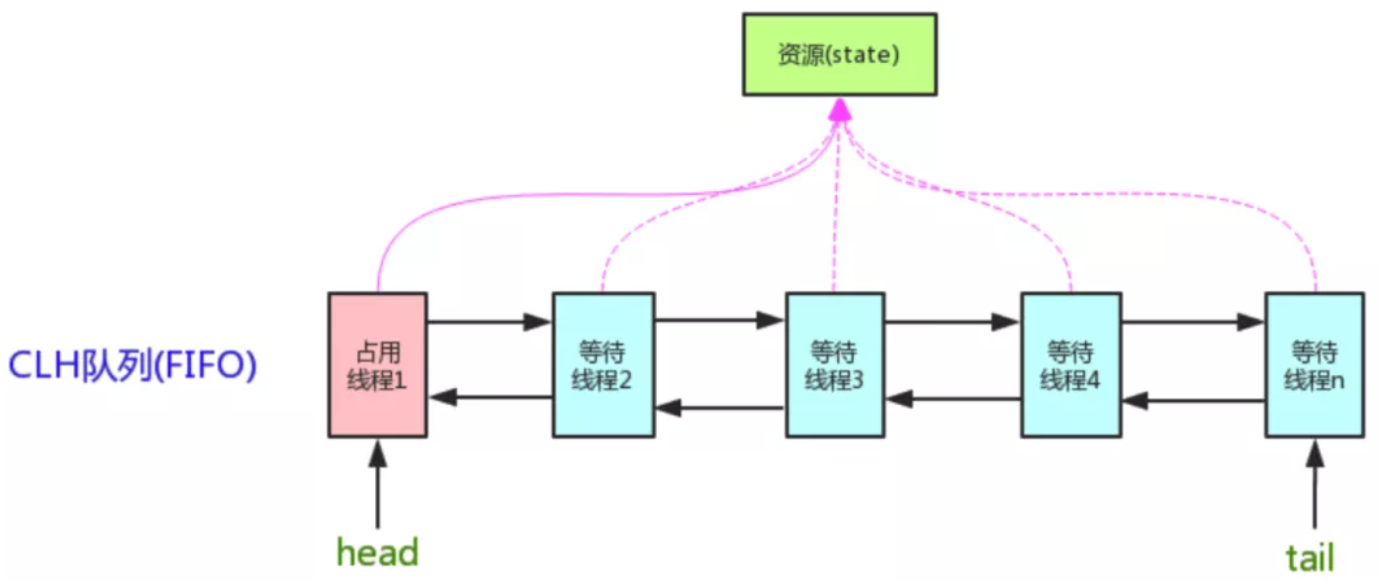 资源(state)
CLH队列(FIFO)
占用
线程1
等待
线程2
等待
线程3
等待
线程4
等待
线程n
head
tail